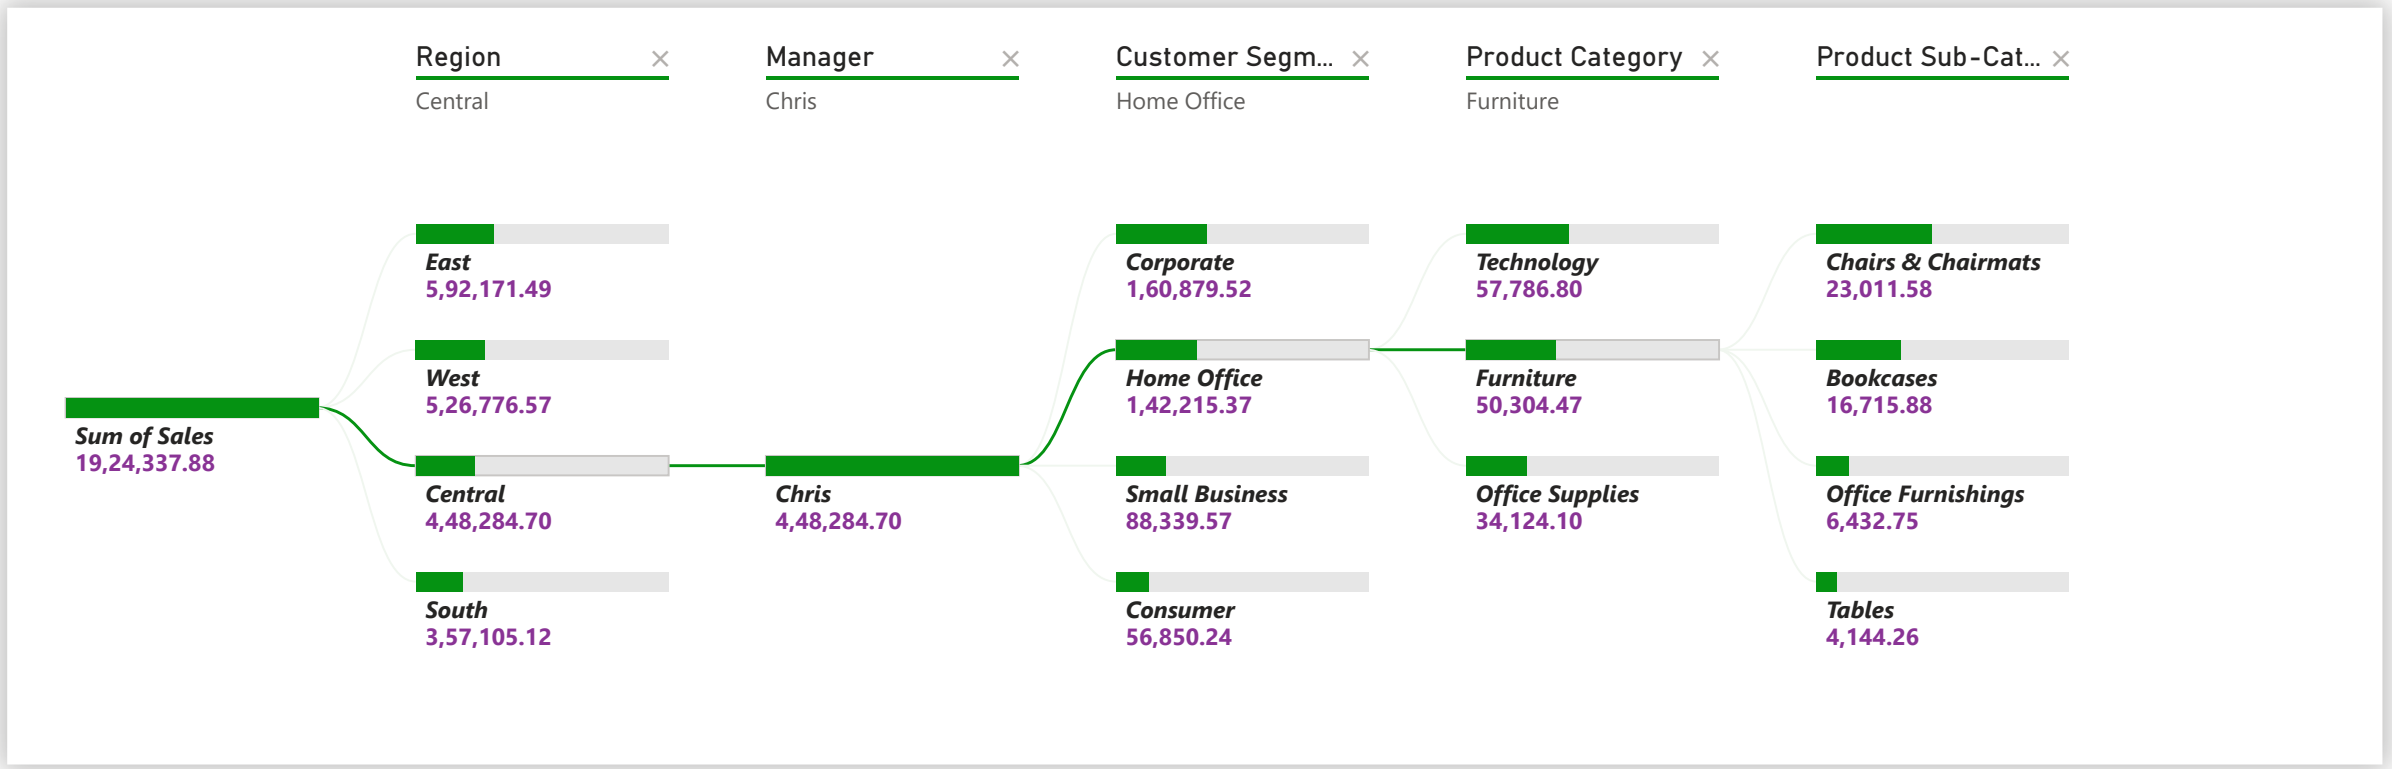 Region
Central
Manager
Chris
Customer Segm...
Home Office
Product Category
Furniture
Product Sub-Cat...
Sum of Sales
19,24,337.88
East
5,92,171.49
West
5,26,776.57
Central
4,48,284.70
South
3,57,105.12
Chris
4,48,284.70
Corporate
1,60,879.52
Home Office
1,42,215.37
Small Business
88,339.57
Consumer
56,850.24
Technology
57,786.80
Furniture
50,304.47
Office Supplies
34,124.10
Chairs & Chairmats
23,011.58
Bookcases
16,715.88
Office Furnishings
6,432.75
Tables
4,144.26